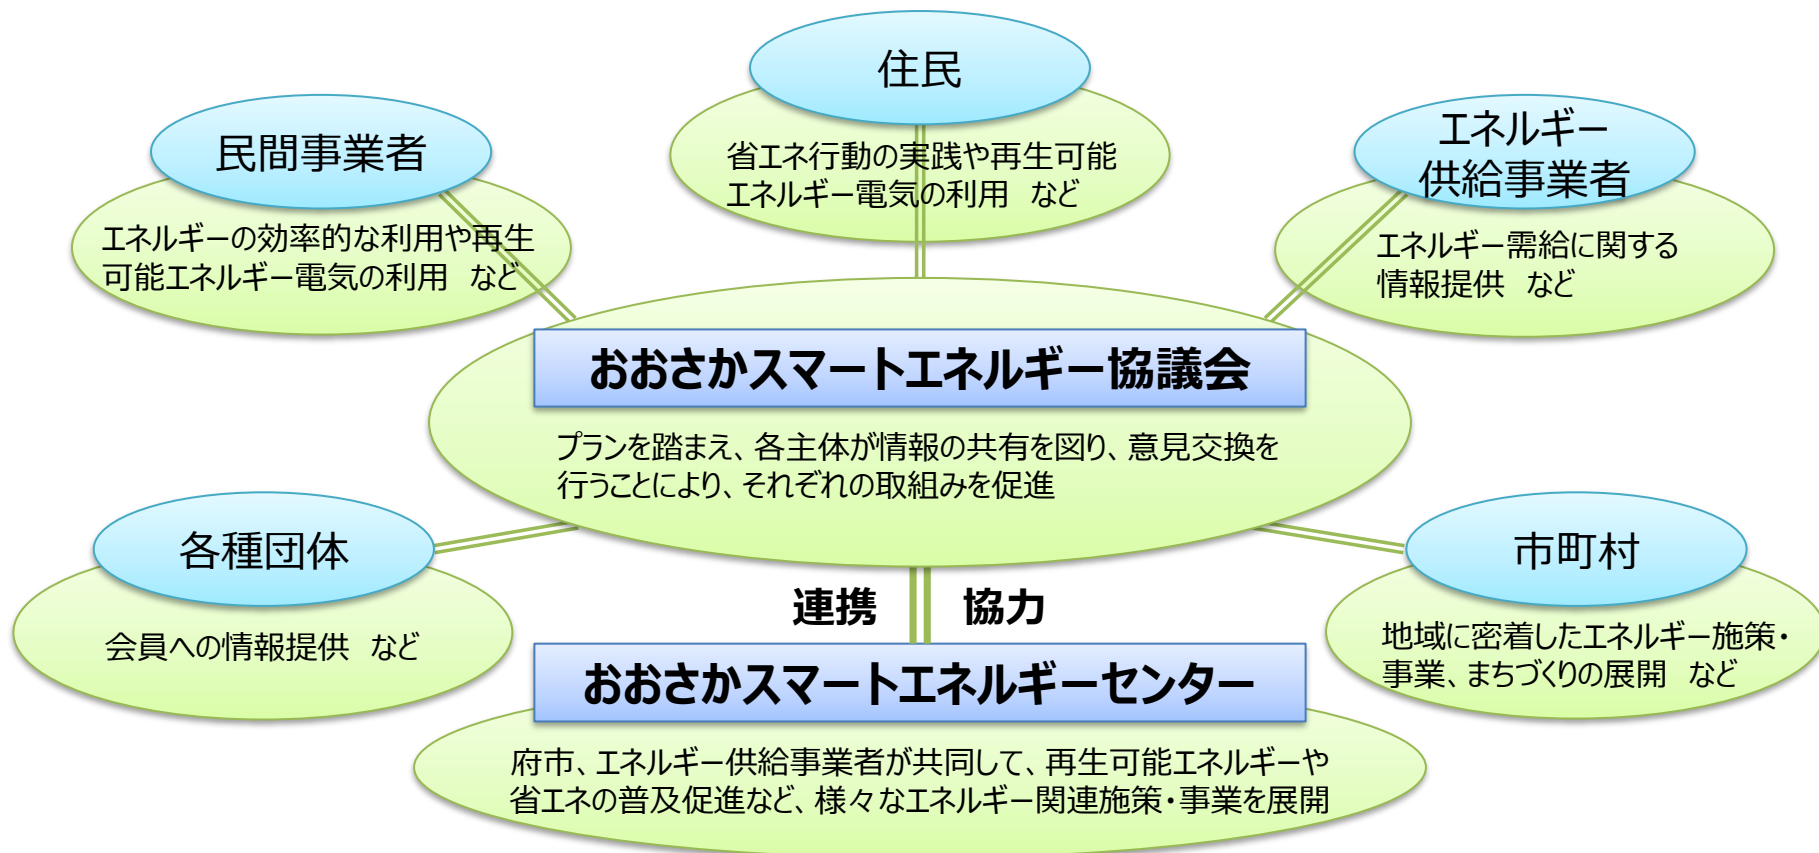 住民
省エネ行動の実践や再生可能
エネルギー電気の利用　など
民間事業者
エネルギーの効率的な利用や再生
可能エネルギー電気の利用　など
エネルギー
供給事業者
エネルギー需給に関する
情報提供　など
おおさかスマートエネルギー協議会
プランを踏まえ、各主体が情報の共有を図り、意見交換を
行うことにより、それぞれの取組みを促進
各種団体
会員への情報提供　など
市町村
地域に密着したエネルギー施策・
事業、まちづくりの展開　など
連携　協力
おおさかスマートエネルギーセンター
府市、エネルギー供給事業者が共同して、再生可能エネルギーや
省エネの普及促進など、様々なエネルギー関連施策・事業を展開